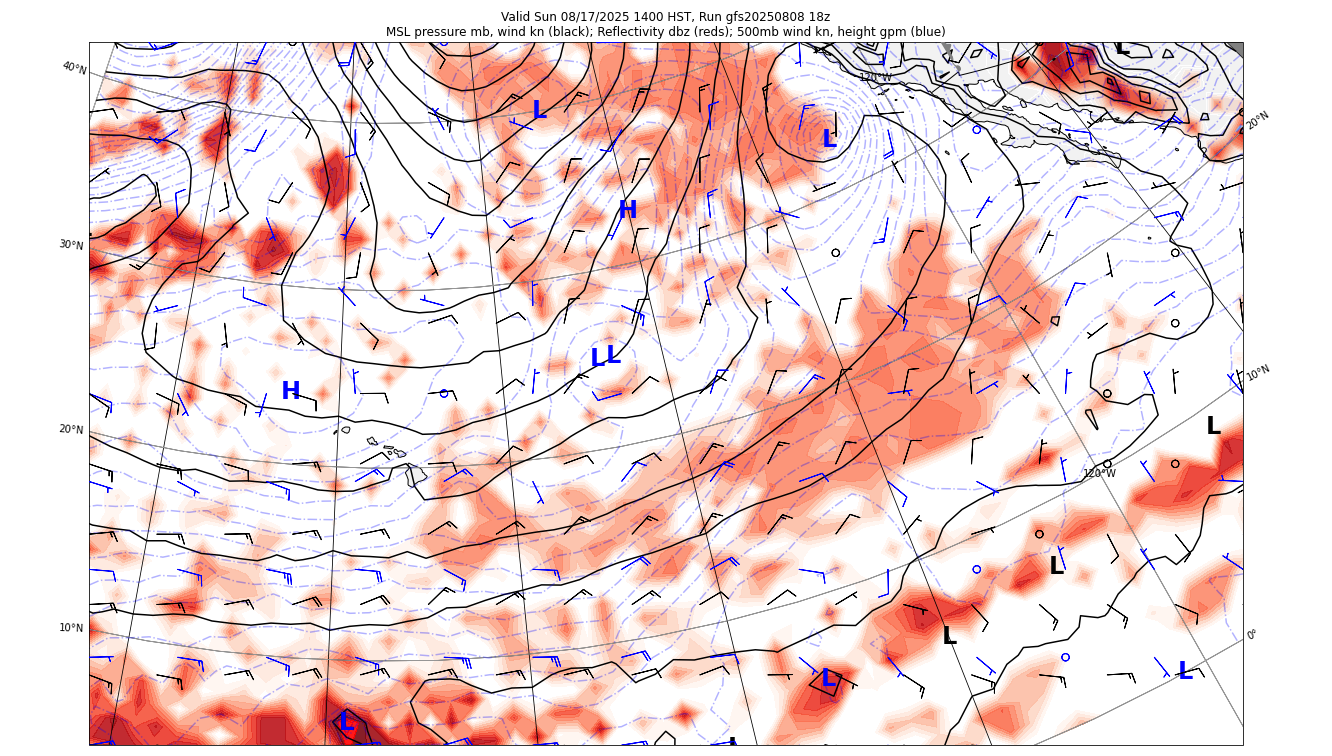 Valid Sun 08/17/2025 1400 HST, Run gfs20250808 18z
MSL pressure mb, wind kn (black); Reflectivity dbz (reds); 500mb wind kn, height gpm (blue)
L
40°N
120°W
L
20°N
L
H
30°N
L L
10°N
H
L
20°N
120°W
L
10°N
L
0°
L
L
L
L